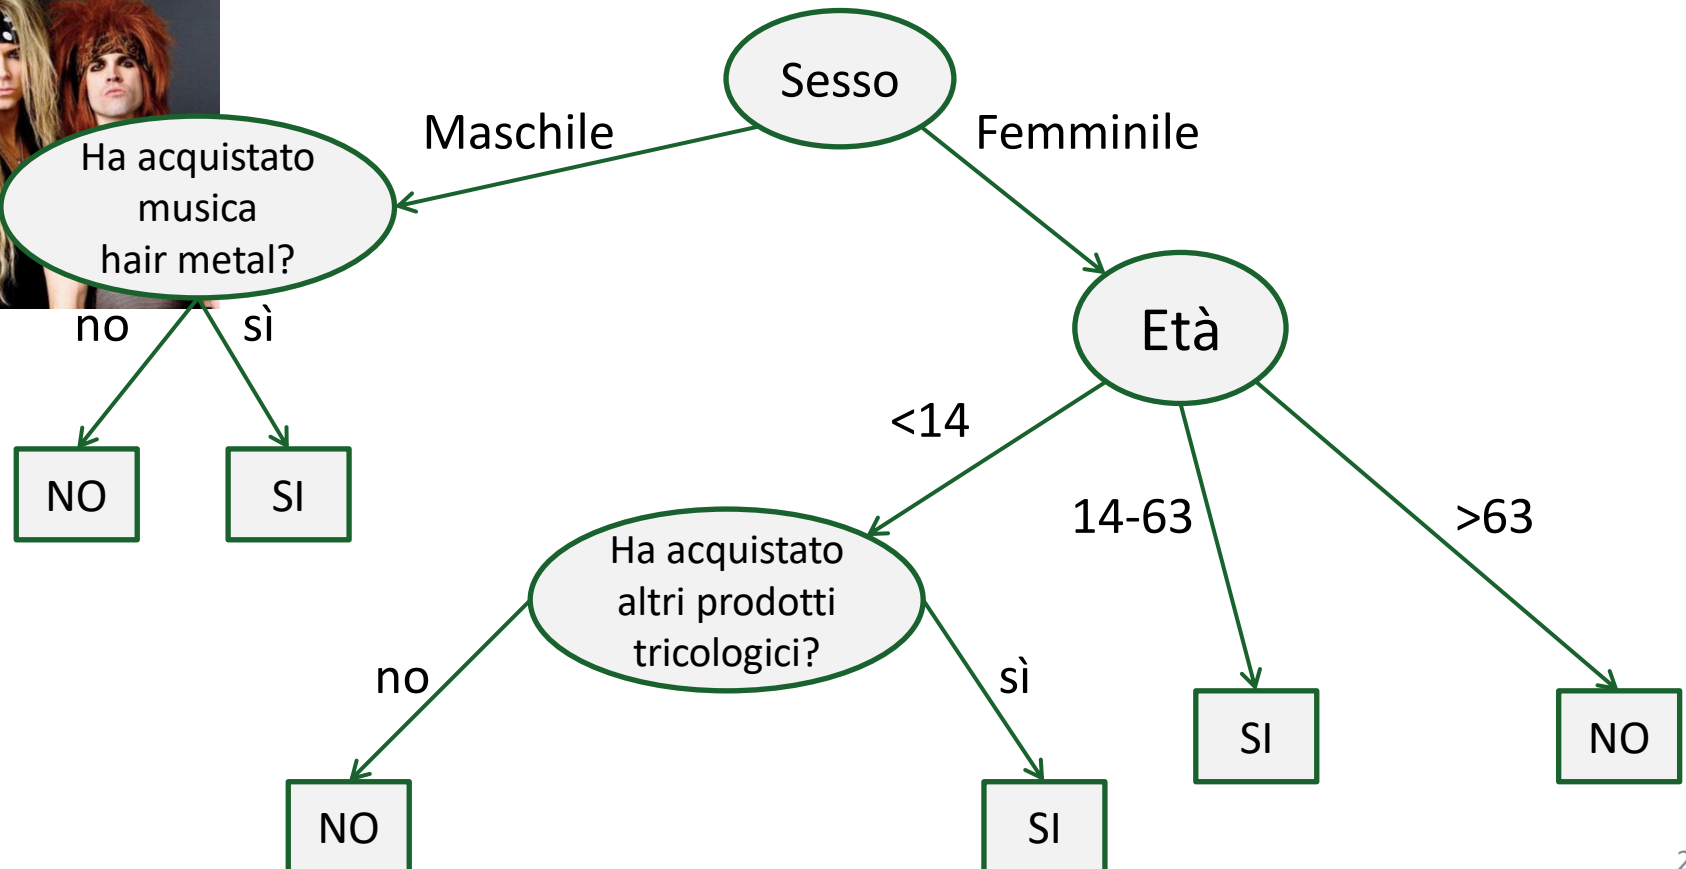 Sesso
Maschile
Femminile
Ha acquistato
musica
hair metal?
no
sì
NO
SI
Età
<14
14-63
>63
Ha acquistato
altri prodotti
tricologici?
no
sì
NO
SI
SI
NO